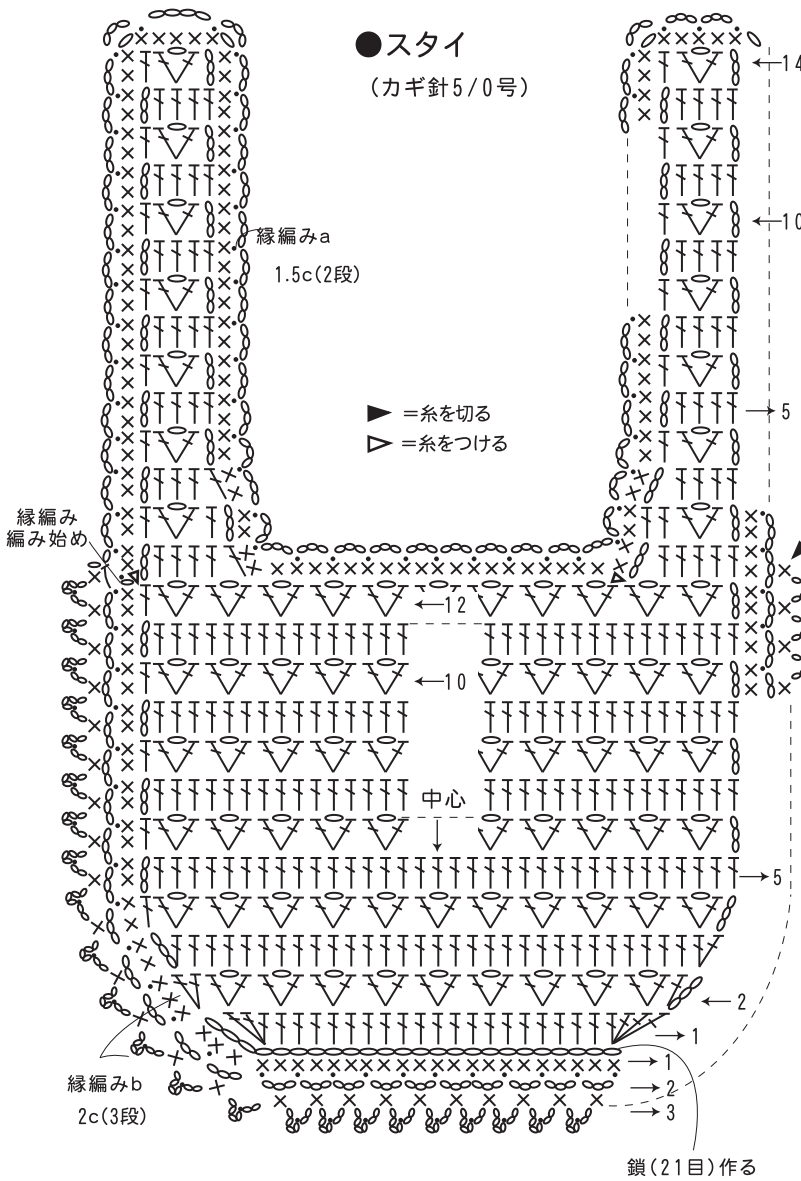 ●スタイ
(カギ針5/0号)
←14
←10
縁編みa
1.5c(2段)
▶ =糸を切る
▷ =糸をつける
→5
縁編み
編み始め
←12
←10
中心
→5
←2
→1
→1
→2
→3
縁編みb
2c(3段)
鎖(21目)作る